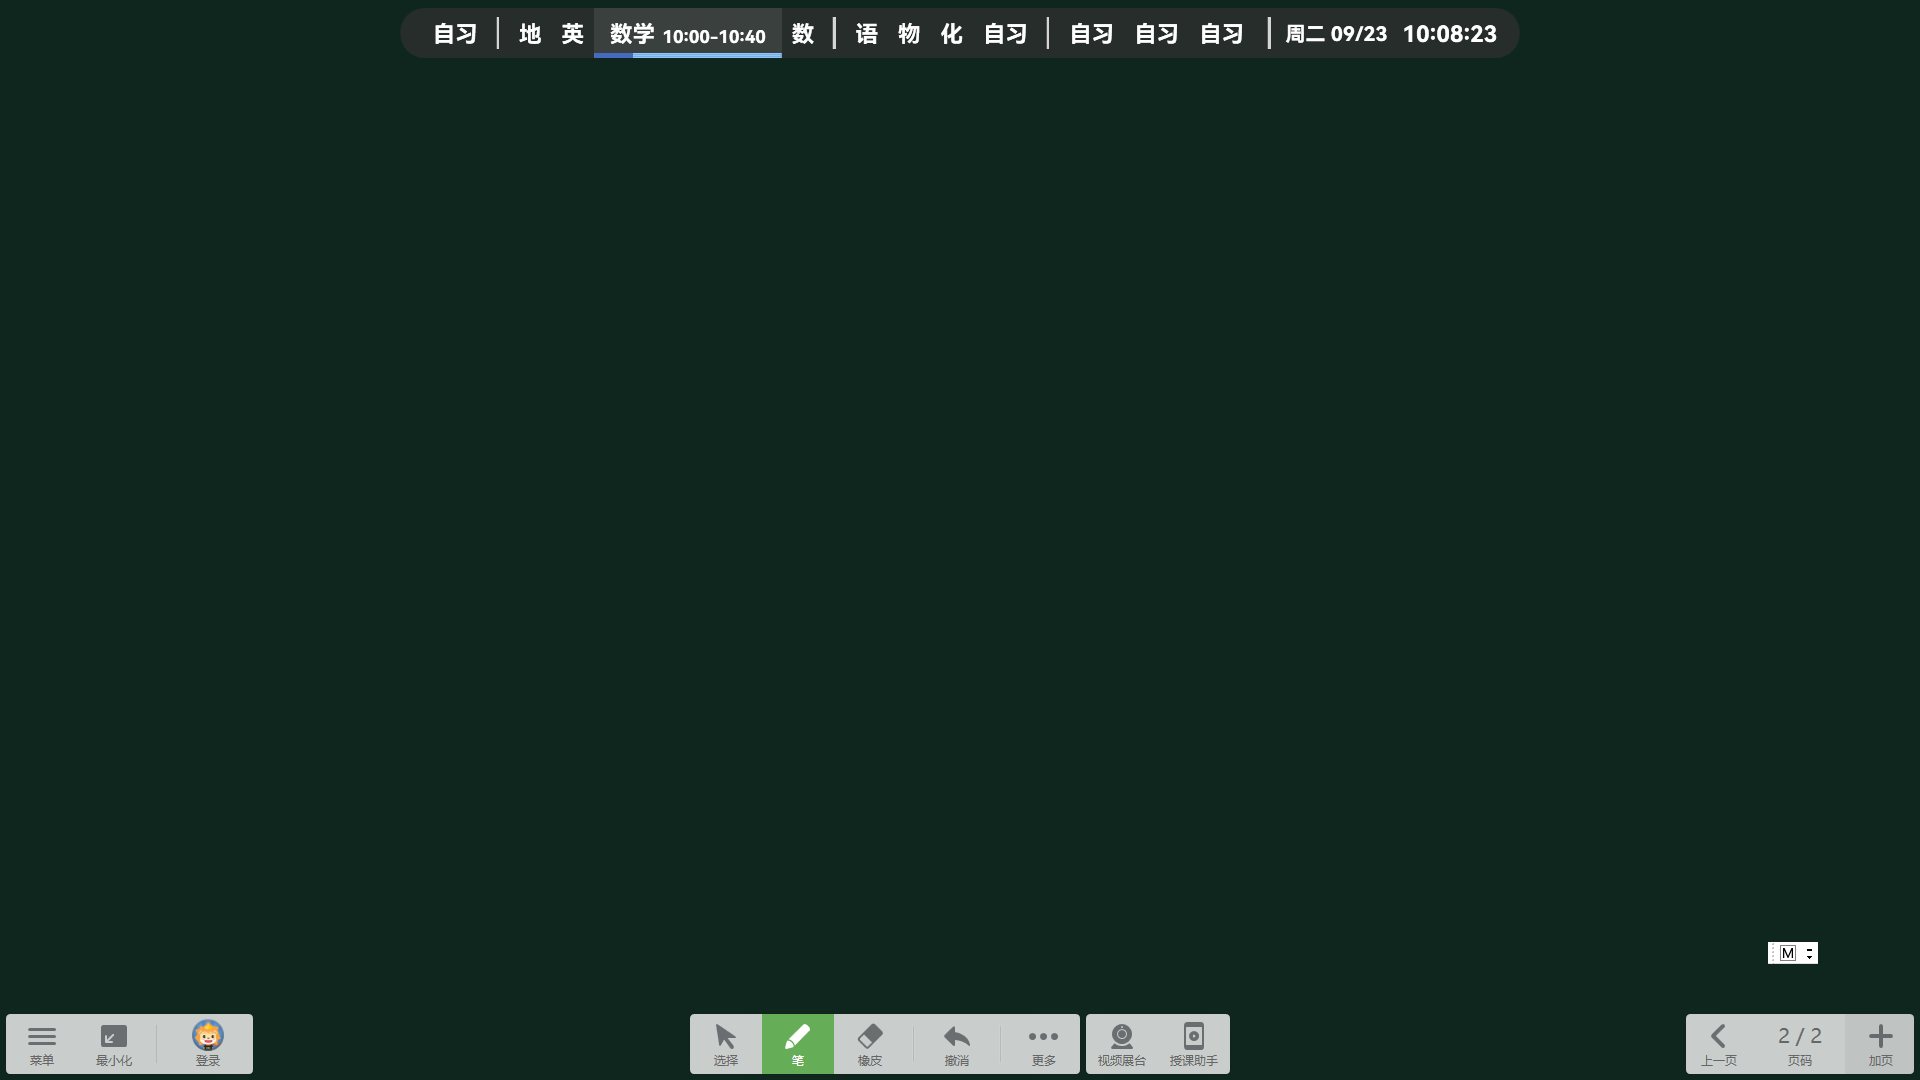 自习 地 英 数学 10:00-10:40 数 语 物 化 自习 自习 自习 自习 周二 09/23 10:08:23
M
菜单 最小化 登录 选择 笔 橡皮 撤消 更多 视频展台 授课助手 上一页 2 / 2 页码 加页